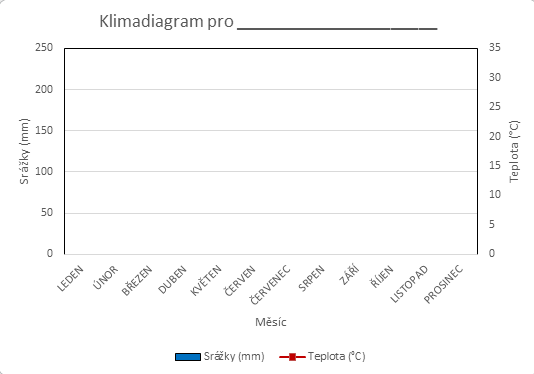 Klimadiagram pro ____________________
250
200
150
100
50
0
Srážky (mm)
35
30
25
20
15
10
5
0
Teplota (°C)
LEDEN
ÚNOR
BŘEZEN
DUBEN
KVĚTEN
ČERVEN
ČERVENEC
SRPEN
ZÁŘÍ
ŘÍJEN
LISTOPAD
PROSINEC
Měsíc
Srážky (mm) Teplota (°C)